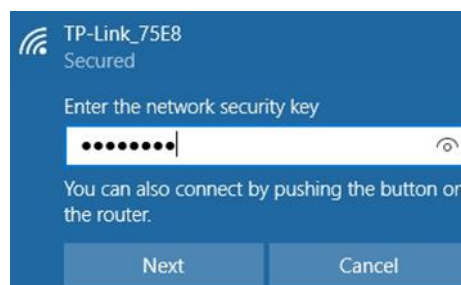 TP-Link_75E8
Secured
Enter the network security key
••••••••
You can also connect by pushing the button on
the router.
Next
Cancel